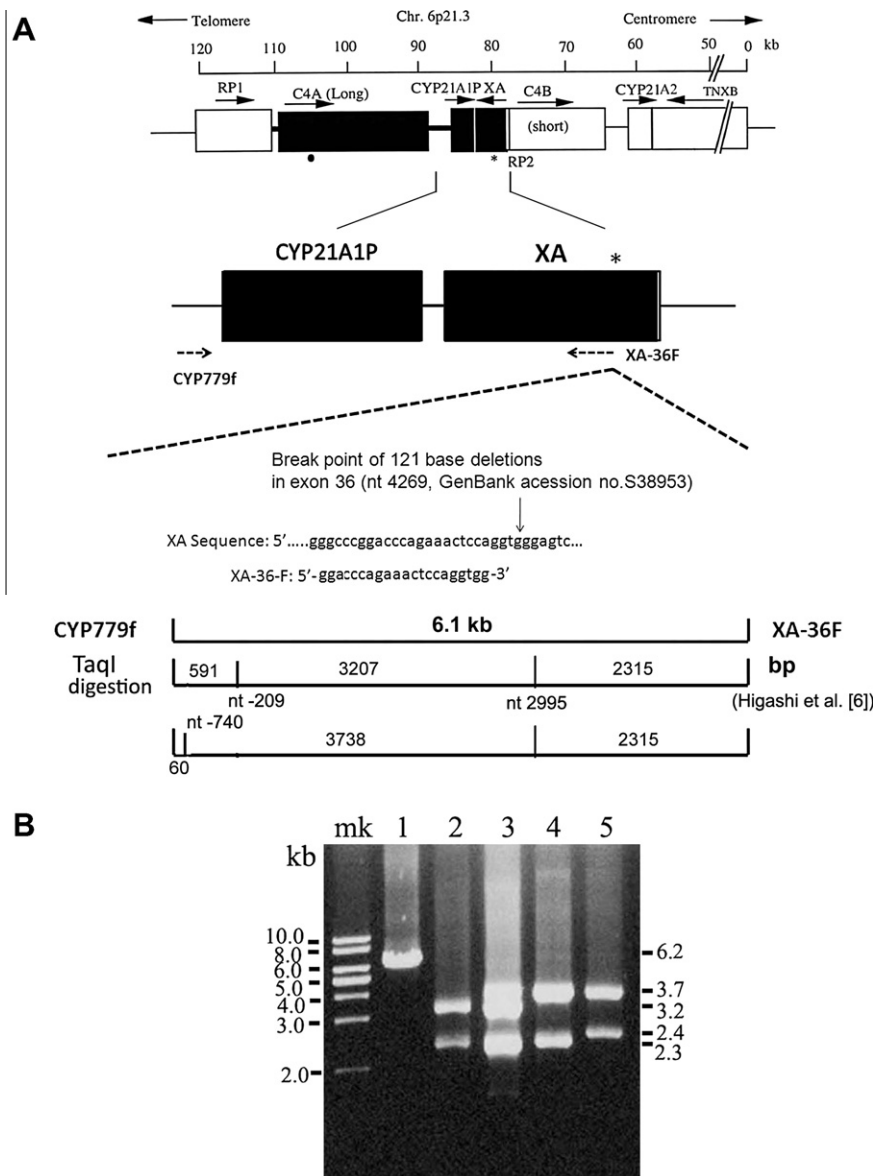 A
Telomere Chr. 6p21.3 Centromere
120 100 90 80 70 60 50 0 kb
RP1 C4A (Long) CYP21A1P XA C4B CYP21A2 TNXB
(short)
* RP2
CYP21A1P XA *
CYP779f XA-36F
Break point of 121 base deletions
in exon 36 (nt 4269, GenBank acession no.S38953)
XA Sequence: 5’…..gggcccggacccagaaactccaggtgggagtc...
XA-36-F: 5’-ggacccagaaactccaggtgg-3’
CYP779f 6.1 kb XA-36F
TaqI digestion 591 3207 2315 bp
nt -209 nt 2995 (Higashi et al. [6])
nt -740
60 3738 2315
B
kb mk 1 2 3 4 5
10.0
8.0 6.2
6.0
5.0 3.7
4.0 3.2
3.0 2.4
2.3
2.0